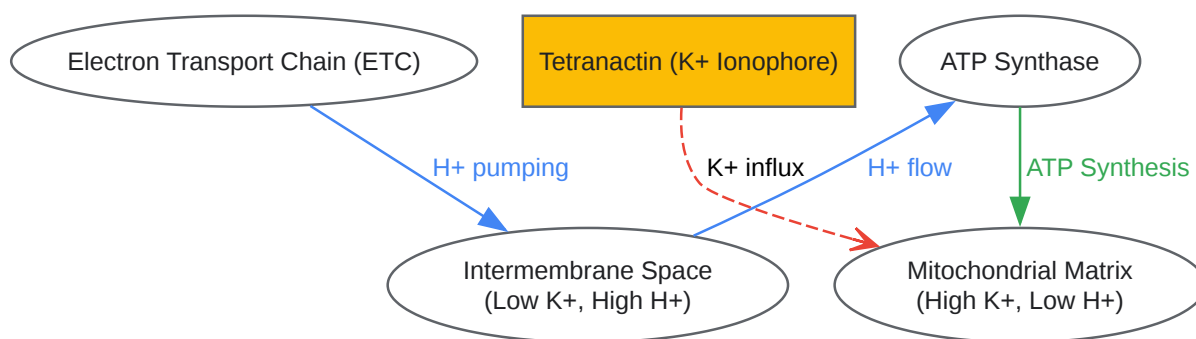 Electron Transport Chain (ETC)
Tetranactin (K+ Ionophore)
ATP Synthase
H+ pumping
K+ influx
H+ flow
ATP Synthesis
Intermembrane Space
(Low K+, High H+)
Mitochondrial Matrix
(High K+, Low H+)